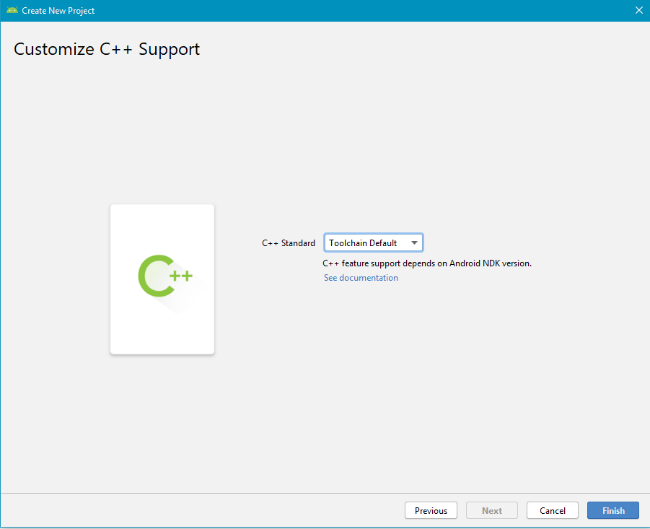 Create New Project
Customize C++ Support
C++ Standard Toolchain Default
C++ feature support depends on Android NDK version.
See documentation
C++
Previous Next Cancel Finish